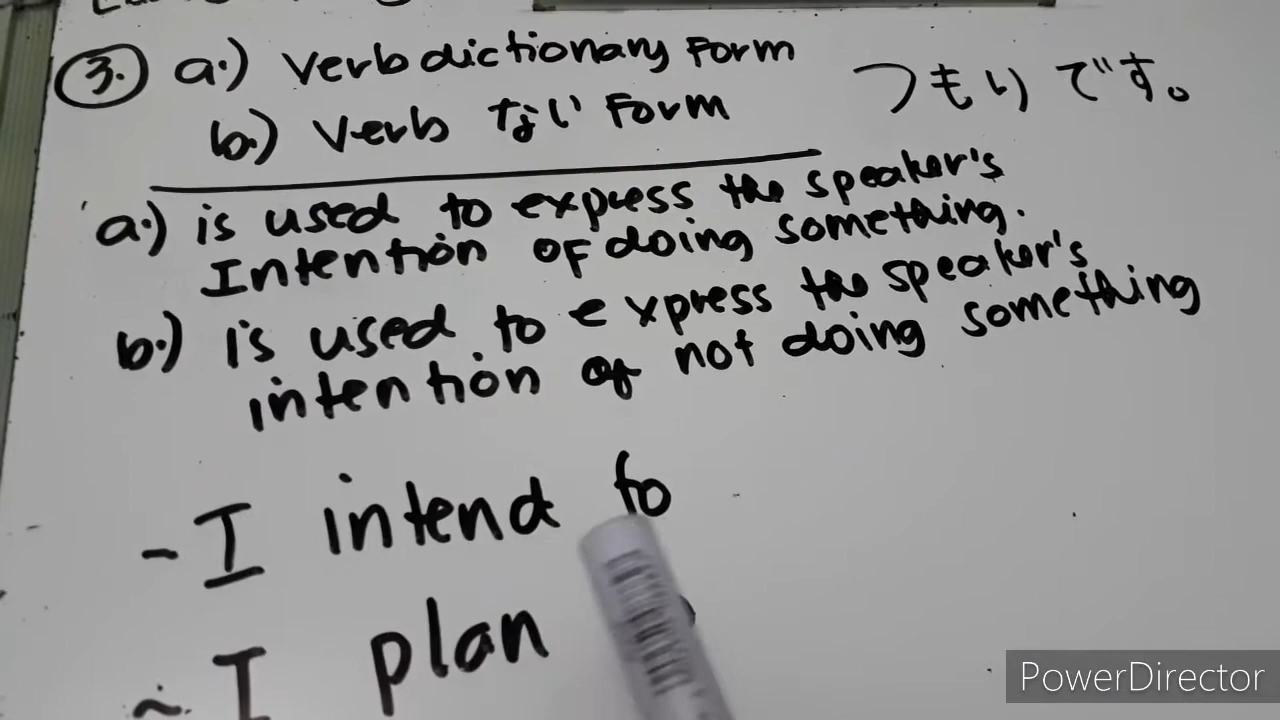 3. a.) Verb dictionary Form
つもりです。
b.) Verb ない Form
a.) is used to express the speaker's
Intention of doing something.
b.) is used to express the speaker's
intention of not doing something
- I intend to
~ I plan
PowerDirector